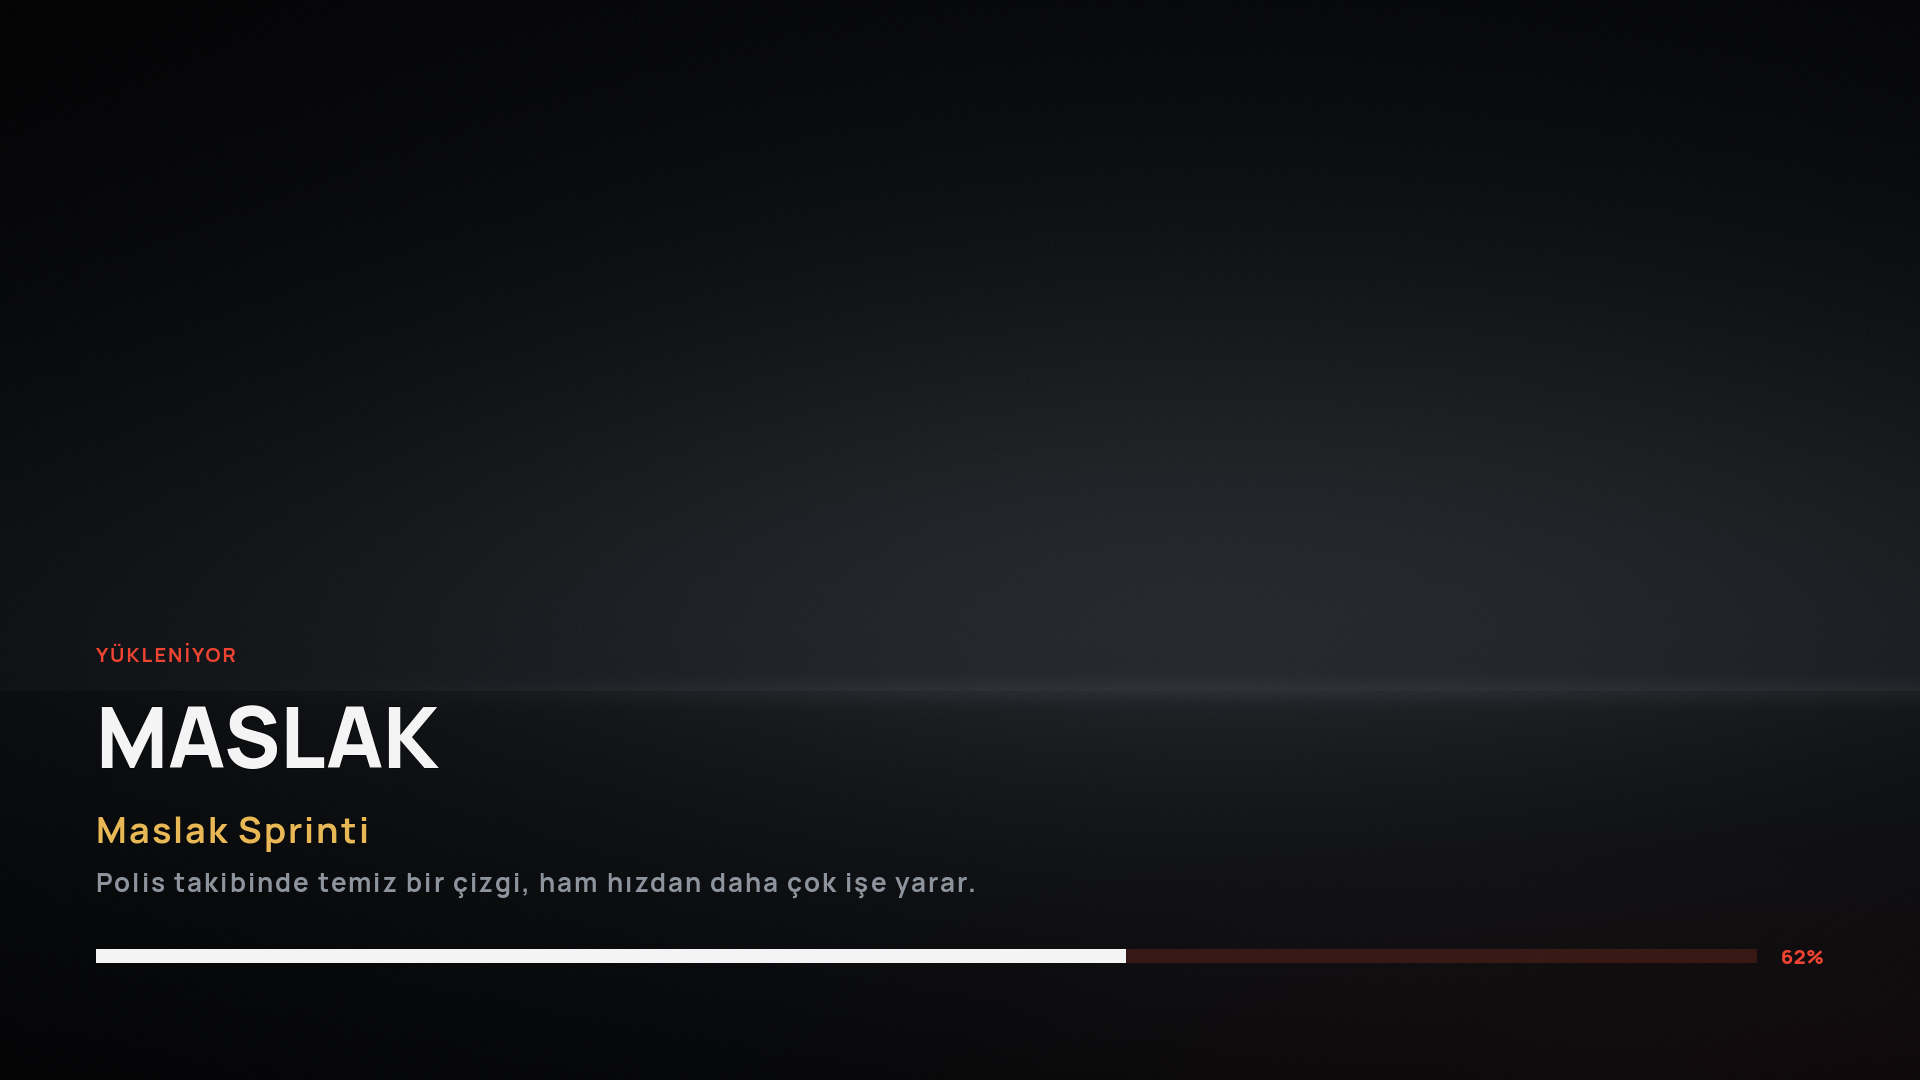 YÜKLENİYOR
MASLAK
Maslak Sprinti
Polis takibinde temiz bir çizgi, ham hızdan daha çok işe yarar.
62%